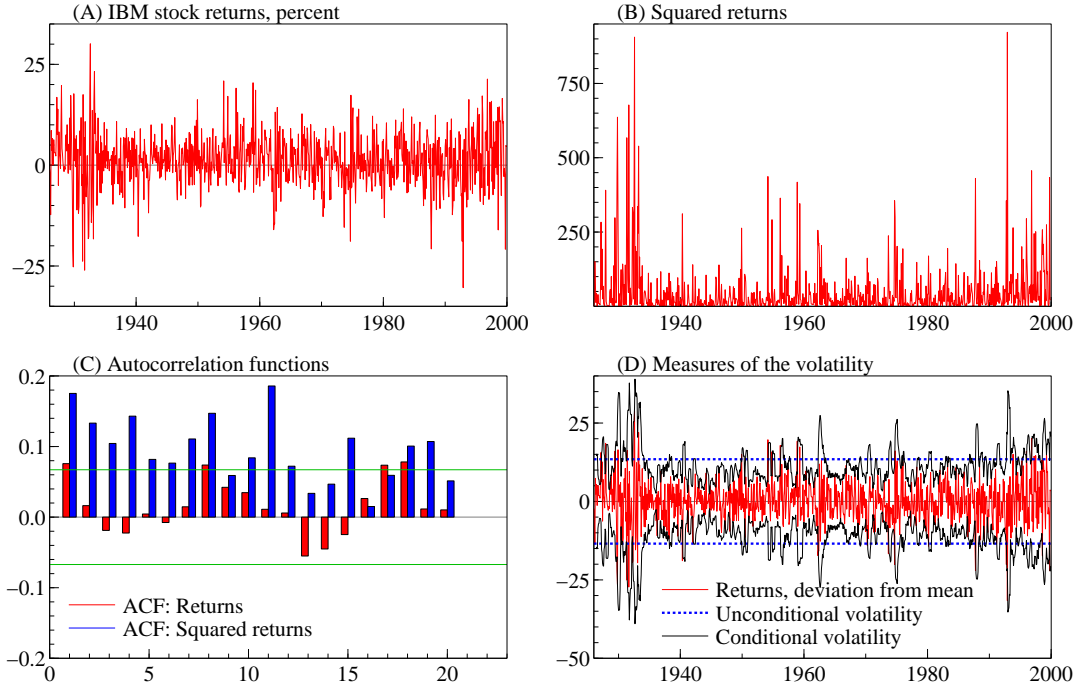 (A) IBM stock returns, percent
25
0
−25
1940 1960 1980 2000
(B) Squared returns
750
500
250
1940 1960 1980 2000
(C) Autocorrelation functions
0.2
0.1
0.0
−0.1
−0.2
ACF: Returns
ACF: Squared returns
0 5 10 15 20
(D) Measures of the volatility
25
0
−25
−50
Returns, deviation from mean
Unconditional volatility
Conditional volatility
1940 1960 1980 2000